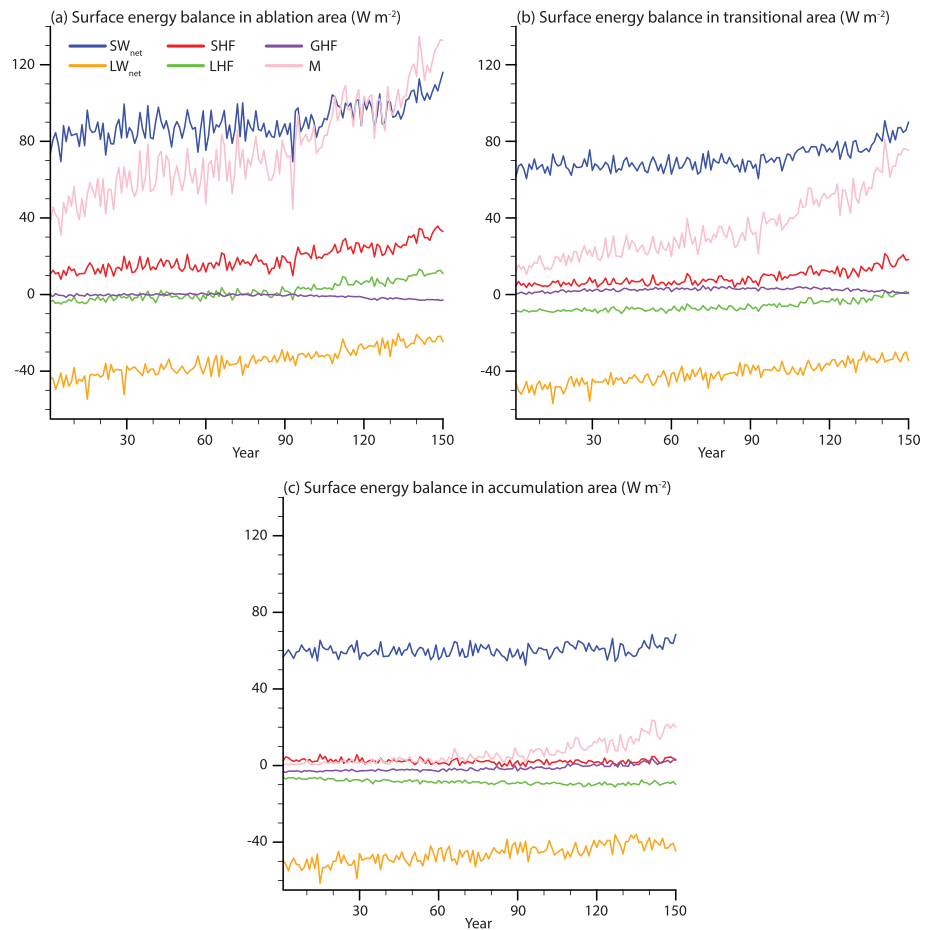 (a) Surface energy balance in ablation area (W m-2)
SWnet SHF GHF
LWnet LHF M
120
80
40
0
-40
30 60 90 120 150
Year
(b) Surface energy balance in transitional area (W m-2)
120
80
40
0
-40
30 60 90 120 150
Year
(c) Surface energy balance in accumulation area (W m-2)
120
80
40
0
-40
30 60 90 120 150
Year